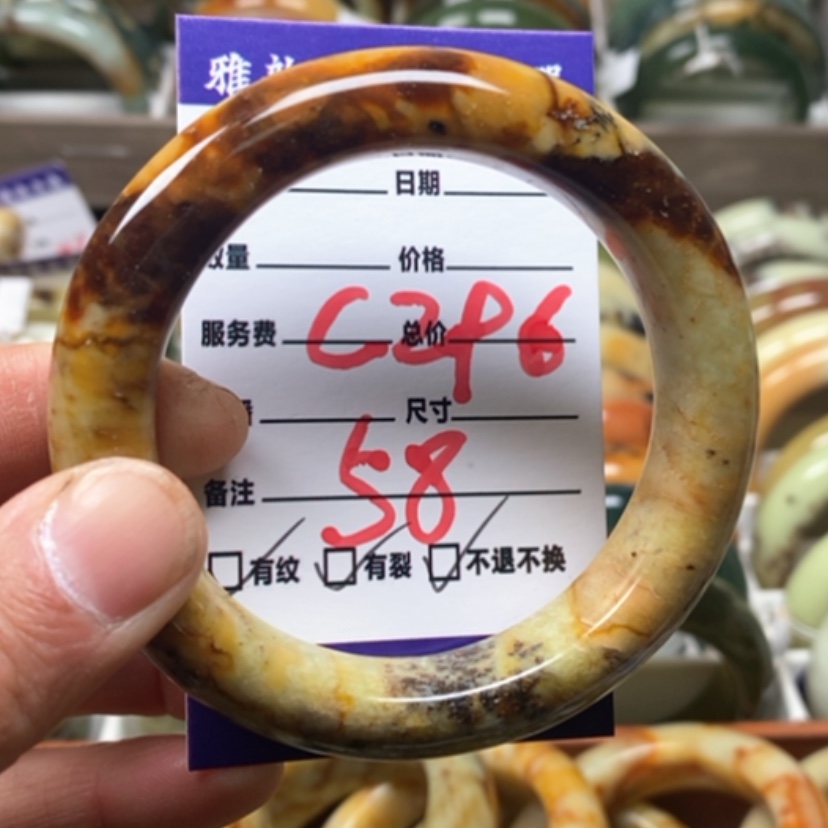 雅
日期
数量 价格
服务费 总价
C2P6
尺寸
备注
58
有纹 有裂 不退不换